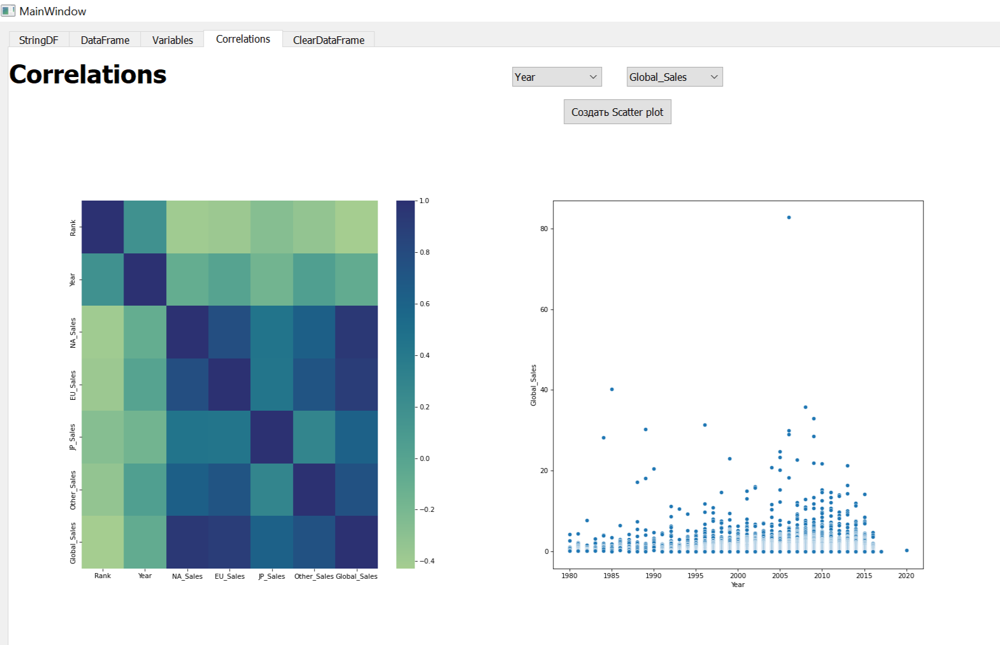 MainWindow
StringDF DataFrame Variables Correlations ClearDataFrame
Correlations
Year Global_Sales
Создать Scatter plot
Rank
Year
NA_Sales
EU_Sales
JP_Sales
Other_Sales
Global_Sales
Rank Year NA_Sales EU_Sales JP_Sales Other_Sales Global_Sales
1.0
0.8
0.6
0.4
0.2
0.0
−0.2
−0.4
Global_Sales
80
60
40
20
0
1980 1985 1990 1995 2000 2005 2010 2015 2020
Year